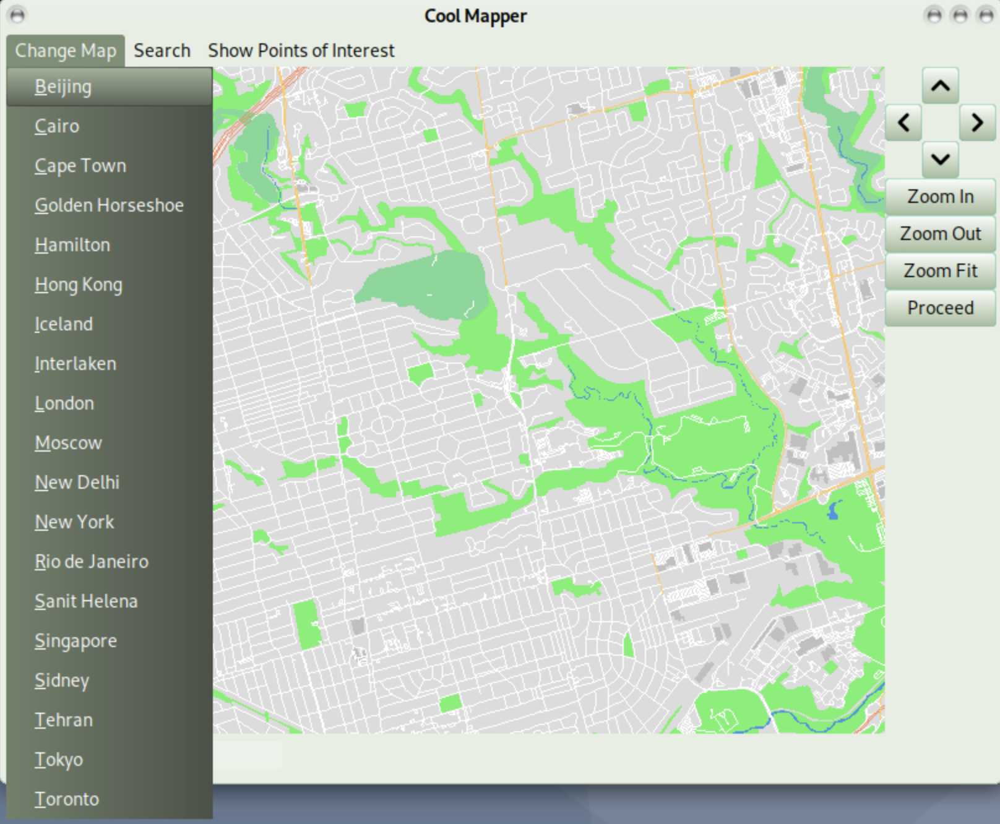 Cool Mapper
Change Map Search Show Points of Interest
Beijing
Cairo
Cape Town
Golden Horseshoe
Hamilton
Hong Kong
Iceland
Interlaken
London
Moscow
New Delhi
New York
Rio de Janeiro
Sanit Helena
Singapore
Sidney
Tehran
Tokyo
Toronto
Zoom In
Zoom Out
Zoom Fit
Proceed